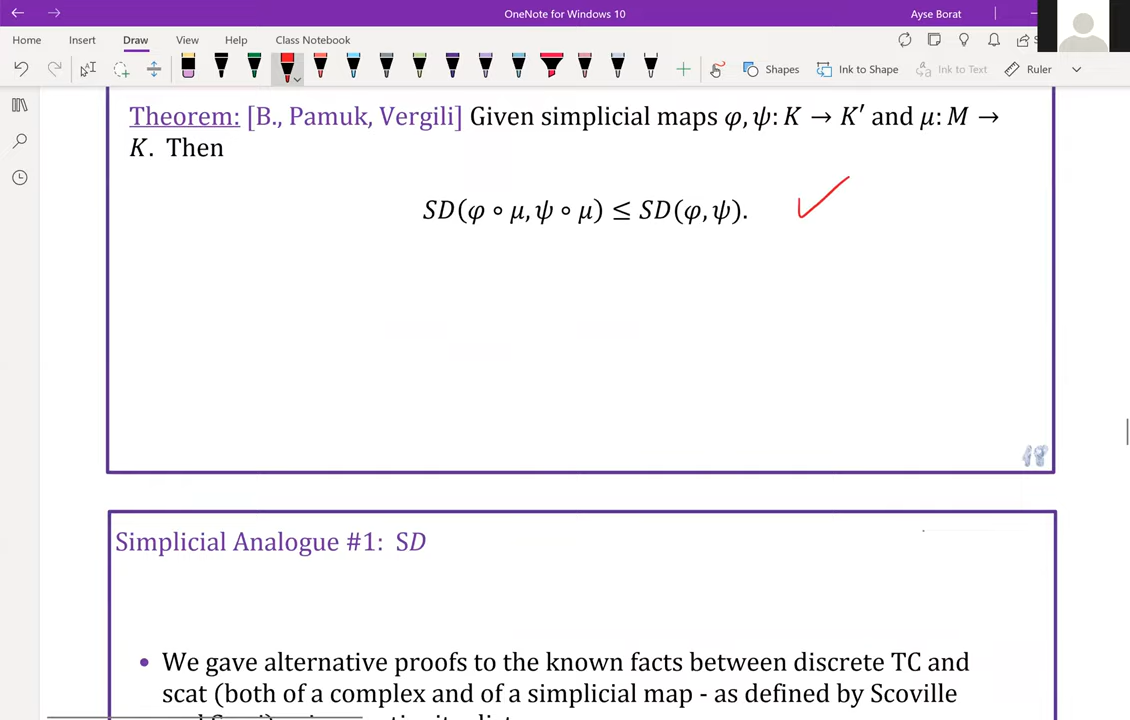 OneNote for Windows 10
Ayse Borat
Home Insert Draw View Help Class Notebook
Shapes Ink to Shape Ink to Text Ruler
Theorem: [B., Pamuk, Vergili] Given simplicial maps φ, ψ: K → K′ and μ: M →
K. Then
SD(φ ∘ μ, ψ ∘ μ) ≤ SD(φ, ψ).
18
Simplicial Analogue #1: SD
• We gave alternative proofs to the known facts between discrete TC and
scat (both of a complex and of a simplicial map - as defined by Scoville